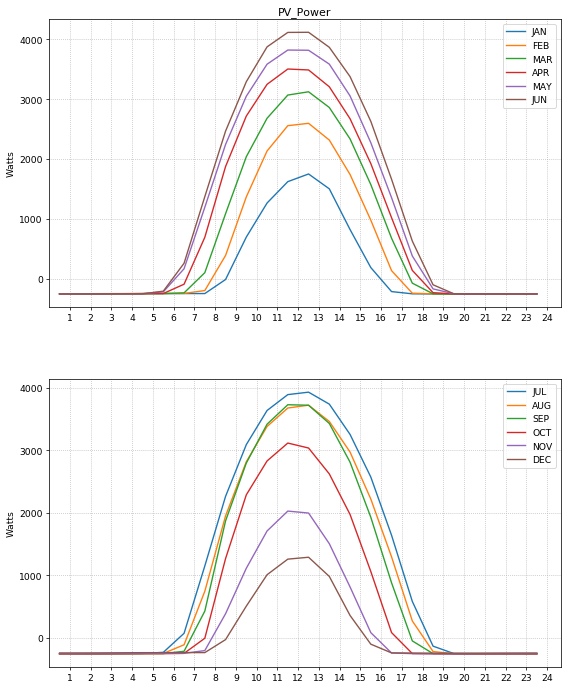 PV_Power
4000
3000
2000
1000
0
Watts
JAN
FEB
MAR
APR
MAY
JUN
1 2 3 4 5 6 7 8 9 10 11 12 13 14 15 16 17 18 19 20 21 22 23 24
4000
3000
2000
1000
0
Watts
JUL
AUG
SEP
OCT
NOV
DEC
1 2 3 4 5 6 7 8 9 10 11 12 13 14 15 16 17 18 19 20 21 22 23 24